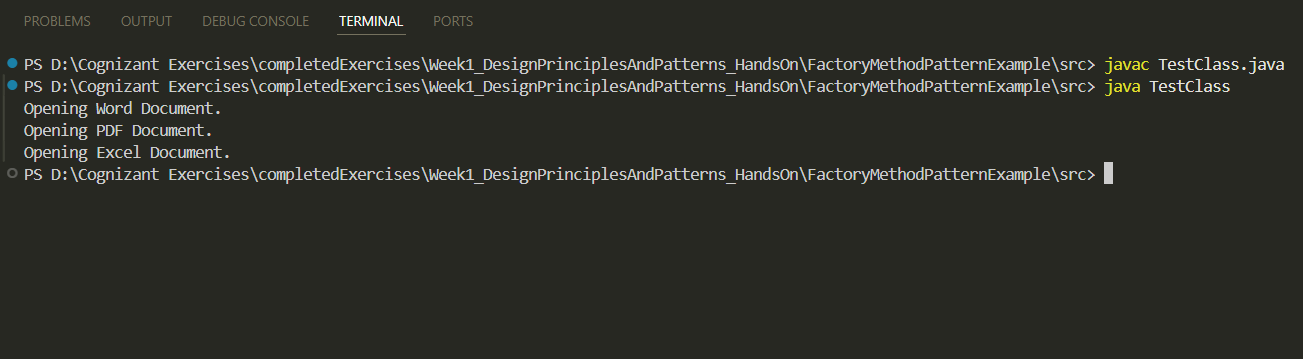 PROBLEMS OUTPUT DEBUG CONSOLE TERMINAL PORTS
PS D:\Cognizant Exercises\completedExercises\Week1_DesignPrinciplesAndPatterns_HandsOn\FactoryMethodPatternExample\src> javac TestClass.java
PS D:\Cognizant Exercises\completedExercises\Week1_DesignPrinciplesAndPatterns_HandsOn\FactoryMethodPatternExample\src> java TestClass
Opening Word Document.
Opening PDF Document.
Opening Excel Document.
PS D:\Cognizant Exercises\completedExercises\Week1_DesignPrinciplesAndPatterns_HandsOn\FactoryMethodPatternExample\src>